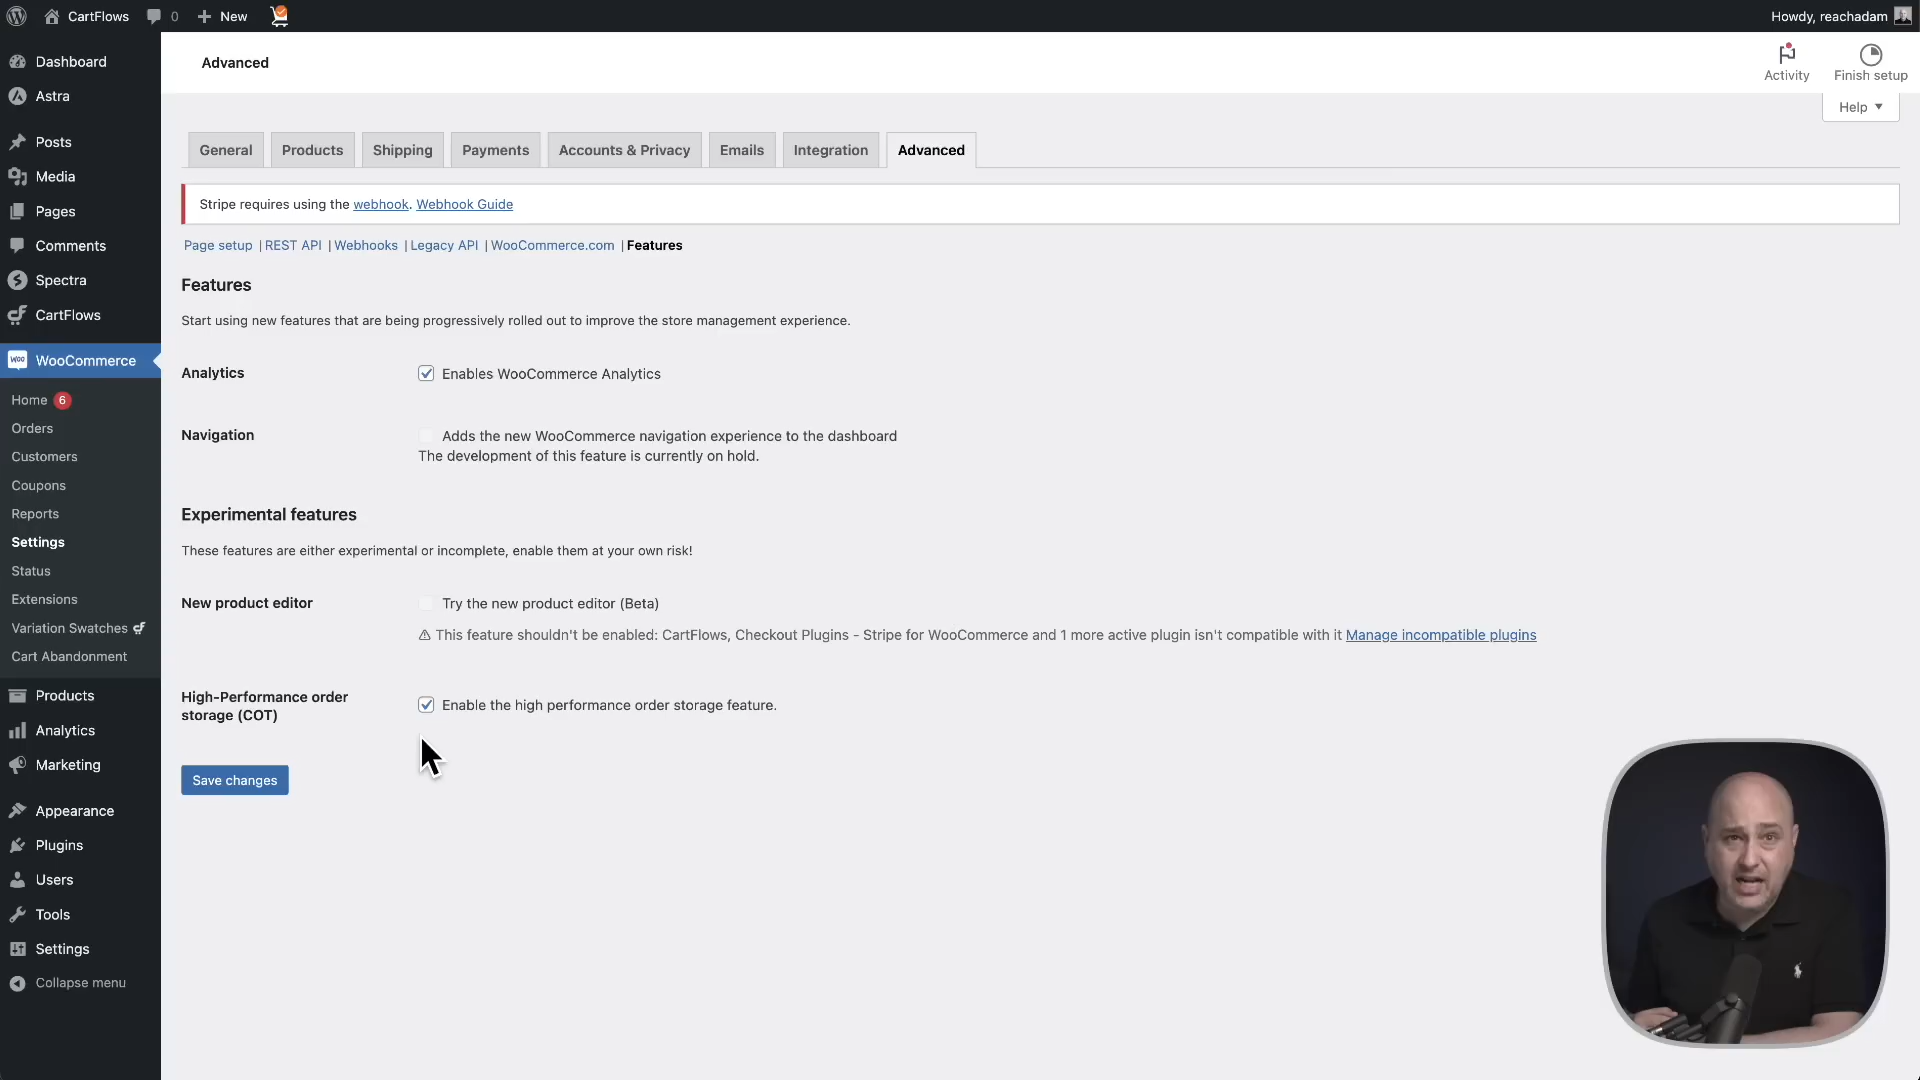 CartFlows
0
New
Howdy, reachadam
Dashboard
Astra
Posts
Media
Pages
Comments
Spectra
CartFlows
WooCommerce
Home 6
Orders
Customers
Coupons
Reports
Settings
Status
Extensions
Variation Swatches
Cart Abandonment
Products
Analytics
Marketing
Appearance
Plugins
Users
Tools
Settings
Collapse menu
Advanced
Activity
Finish setup
Help
General
Products
Shipping
Payments
Accounts & Privacy
Emails
Integration
Advanced
Stripe requires using the webhook. Webhook Guide
Page setup | REST API | Webhooks | Legacy API | WooCommerce.com | Features
Features
Start using new features that are being progressively rolled out to improve the store management experience.
Analytics
Enables WooCommerce Analytics
Navigation
Adds the new WooCommerce navigation experience to the dashboard
The development of this feature is currently on hold.
Experimental features
These features are either experimental or incomplete, enable them at your own risk!
New product editor
Try the new product editor (Beta)
⚠ This feature shouldn't be enabled: CartFlows, Checkout Plugins - Stripe for WooCommerce and 1 more active plugin isn't compatible with it Manage incompatible plugins
High-Performance order
storage (COT)
Enable the high performance order storage feature.
Save changes